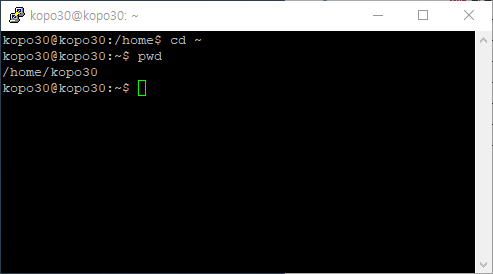 kopo30@kopo30: ~
kopo30@kopo30:/home$ cd ~
kopo30@kopo30:~$ pwd
/home/kopo30
kopo30@kopo30:~$